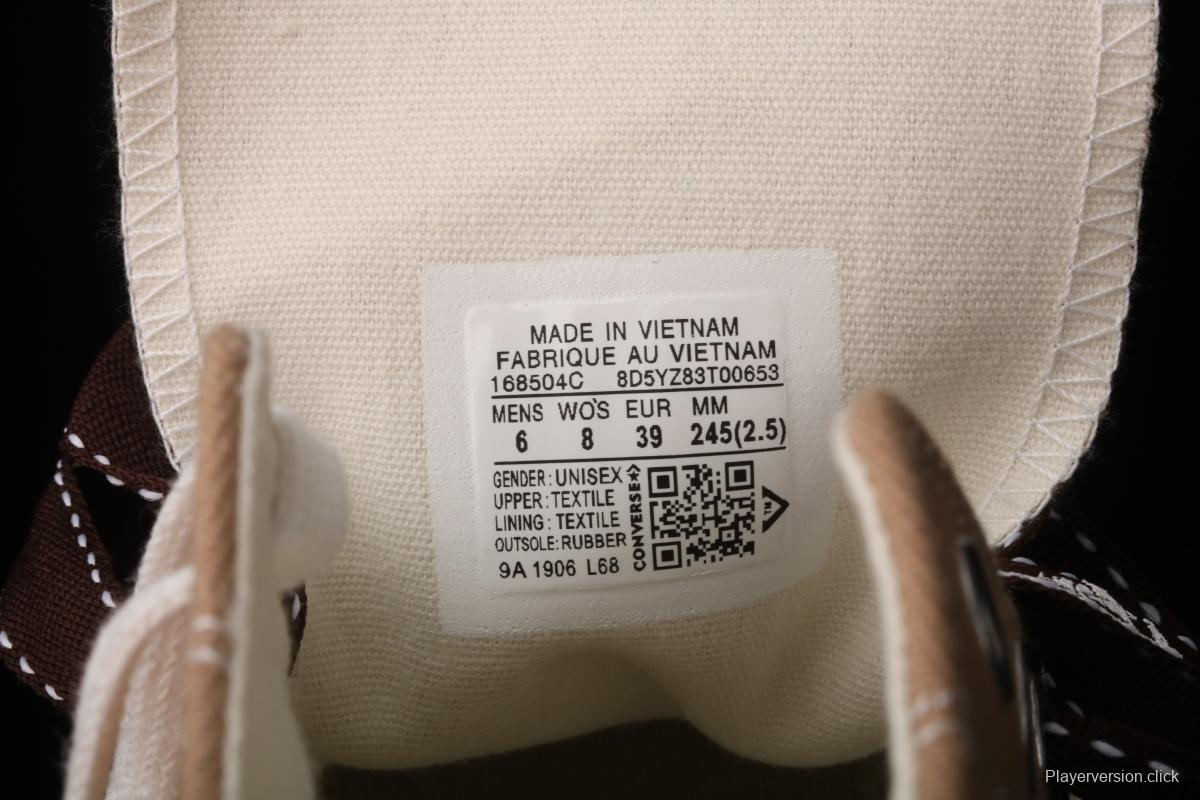 MADE IN VIETNAM
FABRIQUE AU VIETNAM
168504C 8D5YZ83T00653
MENS WO'S EUR MM
6 8 39 245(2.5)
GENDER: UNISEX
UPPER: TEXTILE
LINING: TEXTILE
OUTSOLE: RUBBER
9A 1906 L68
CONVERSE
TM
Playerversion.click